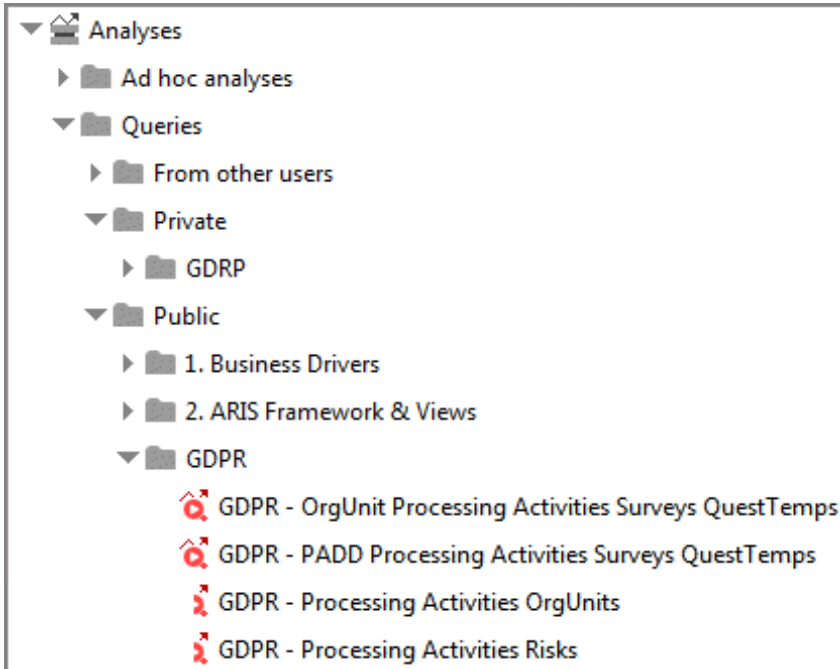 Analyses
Ad hoc analyses
Queries
From other users
Private
GDRP
Public
1. Business Drivers
2. ARIS Framework & Views
GDPR
GDPR - OrgUnit Processing Activities Surveys QuestTemps
GDPR - PADD Processing Activities Surveys QuestTemps
GDPR - Processing Activities OrgUnits
GDPR - Processing Activities Risks